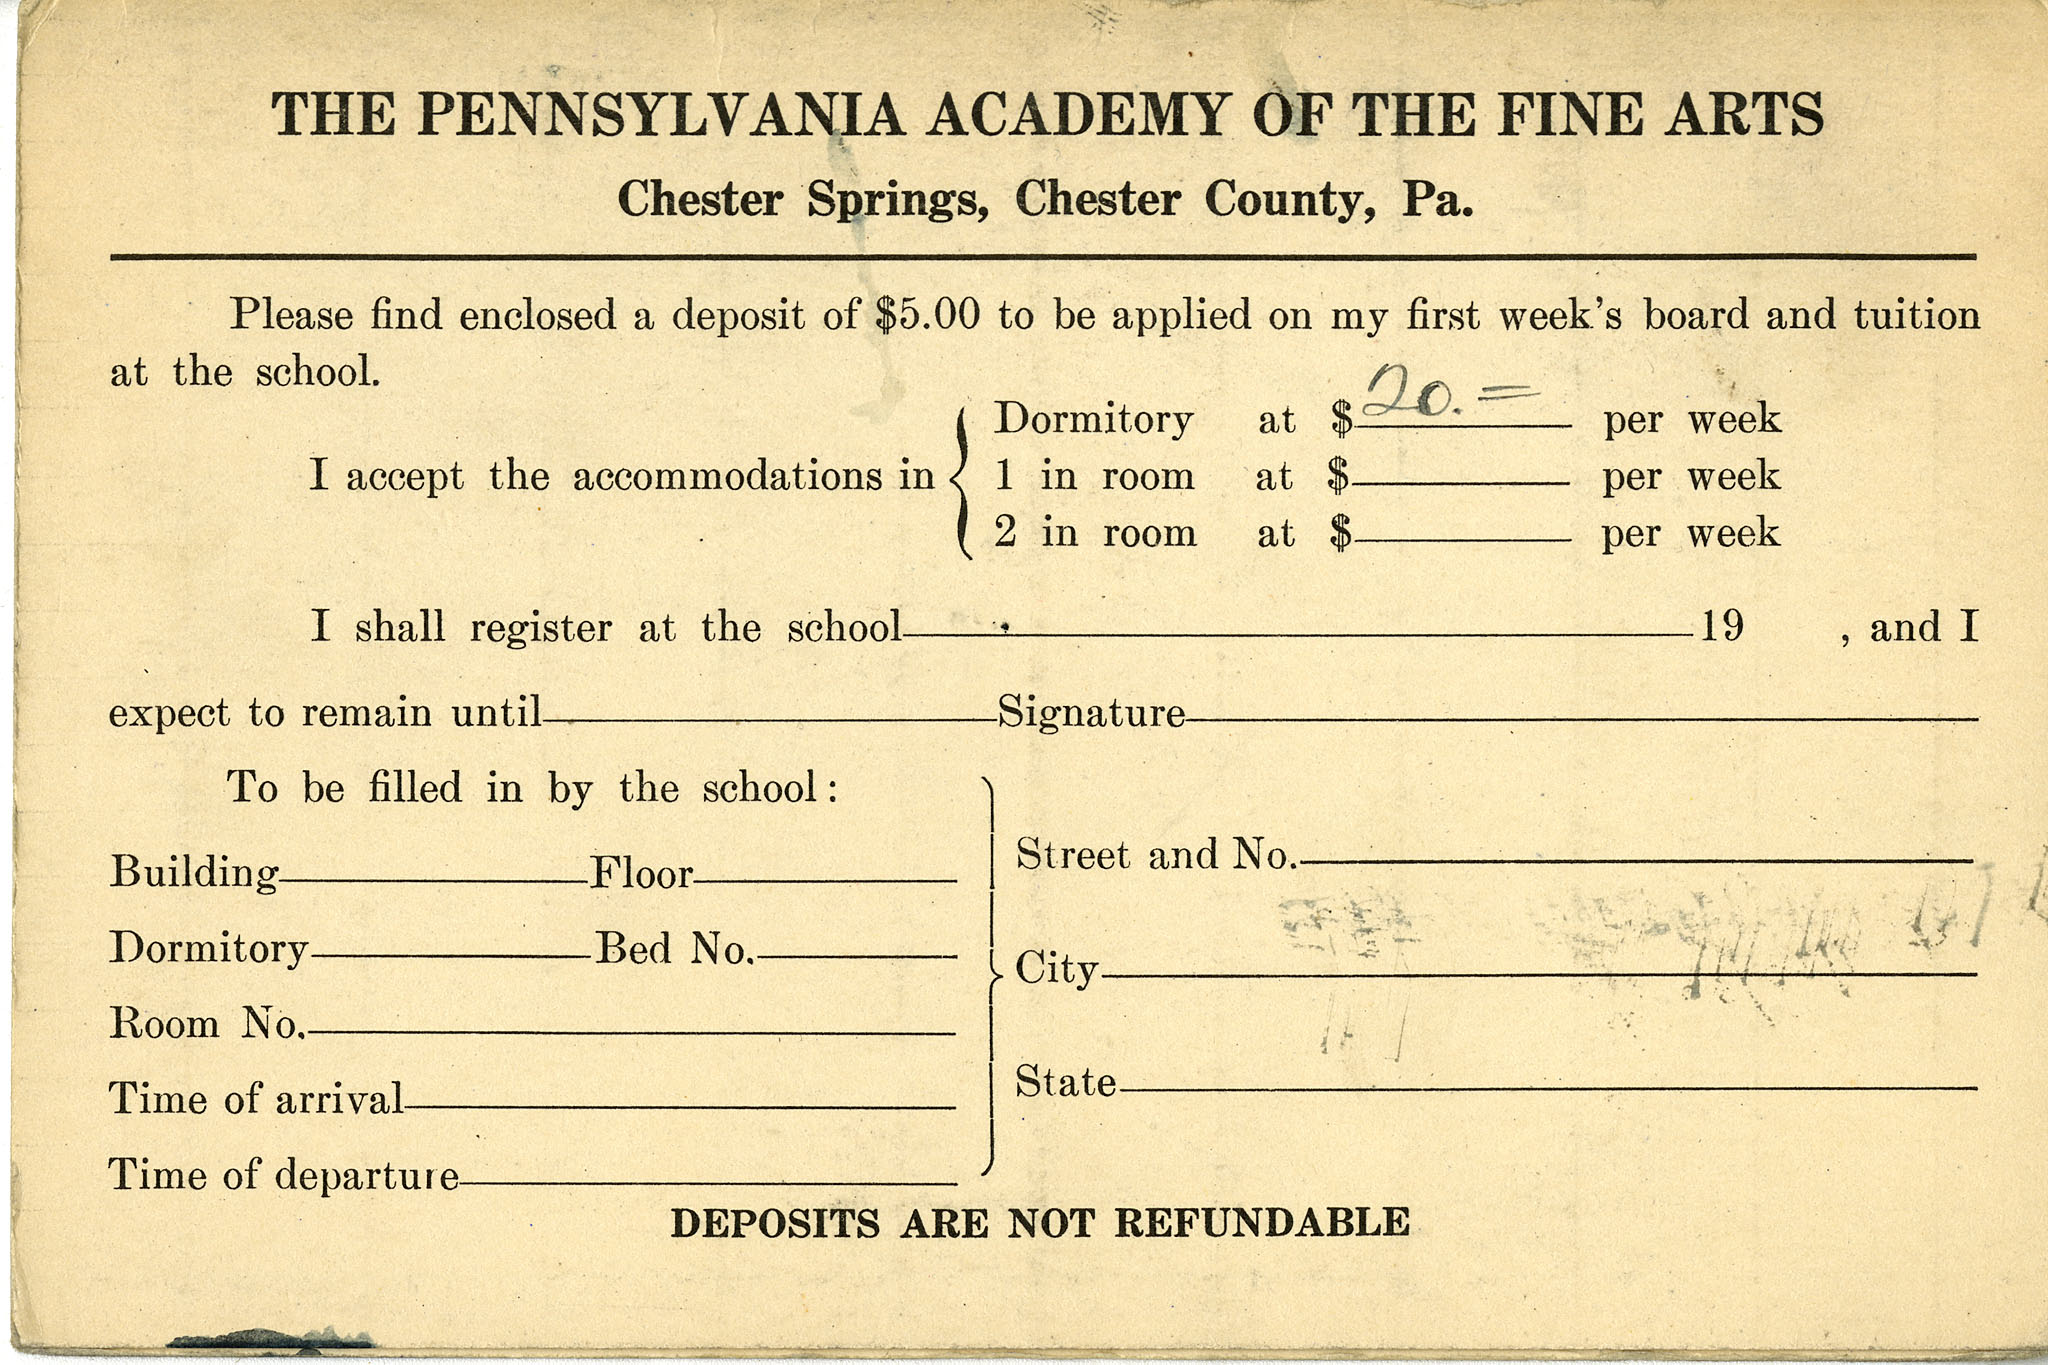 THE PENNSYLVANIA ACADEMY OF THE FINE ARTS
Chester Springs, Chester County, Pa.
Please find enclosed a deposit of $5.00 to be applied on my first week's board and tuition
at the school.
Dormitory at $ 20.= per week
I accept the accommodations in 1 in room at $ per week
2 in room at $ per week
I shall register at the school 19 , and I
expect to remain until Signature
To be filled in by the school:
Street and No.
Building Floor
Dormitory Bed No.
City
Room No.
State
Time of arrival
Time of departure
DEPOSITS ARE NOT REFUNDABLE